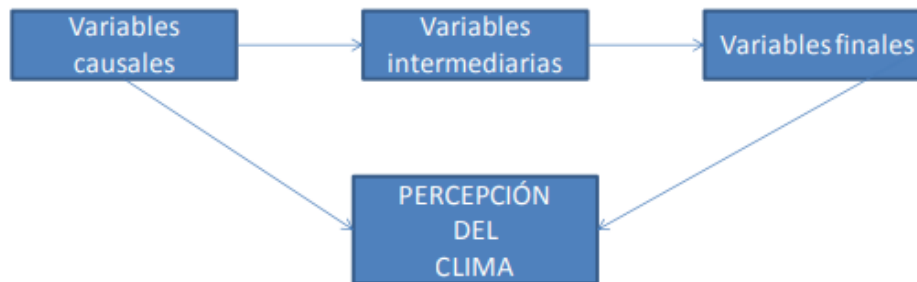 Variables
causales
Variables
intermediarias
Variables finales
PERCEPCIÓN
DEL
CLIMA